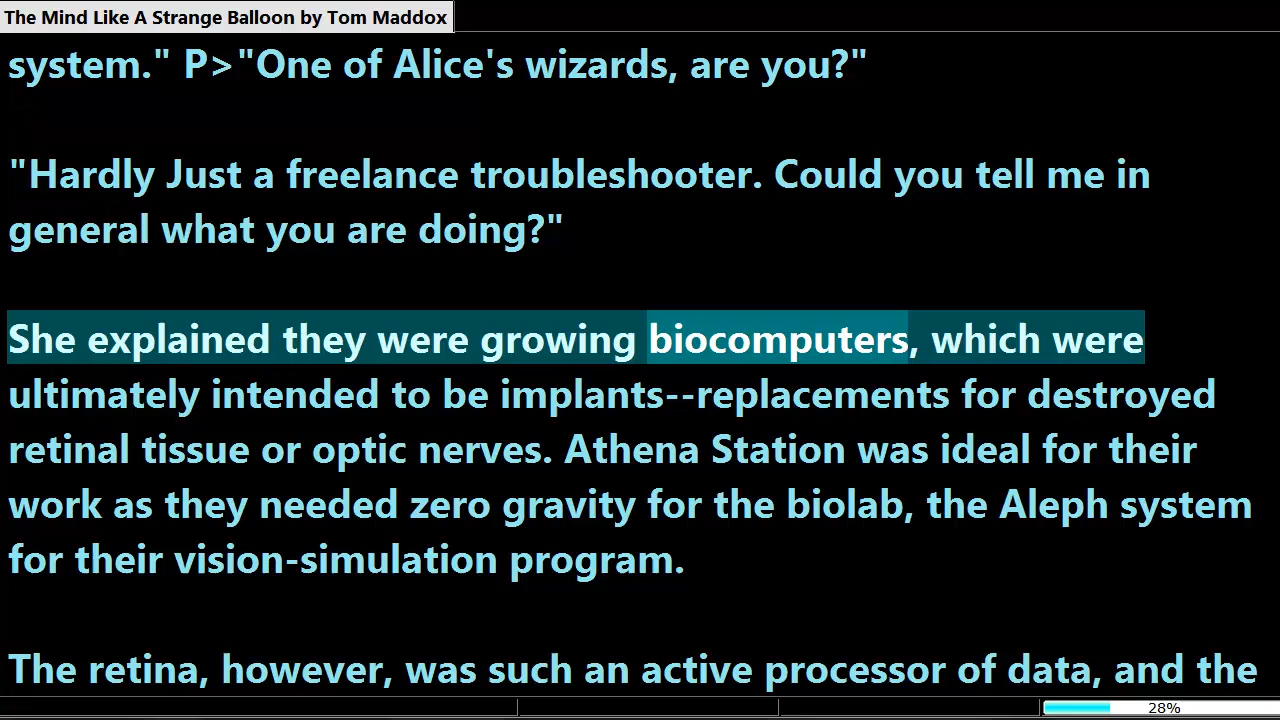 The Mind Like A Strange Balloon by Tom Maddox
system." P>"One of Alice's wizards, are you?"
"Hardly Just a freelance troubleshooter. Could you tell me in
general what you are doing?"
She explained they were growing biocomputers, which were
ultimately intended to be implants--replacements for destroyed
retinal tissue or optic nerves. Athena Station was ideal for their
work as they needed zero gravity for the biolab, the Aleph system
for their vision-simulation program.
The retina, however, was such an active processor of data, and the
28%